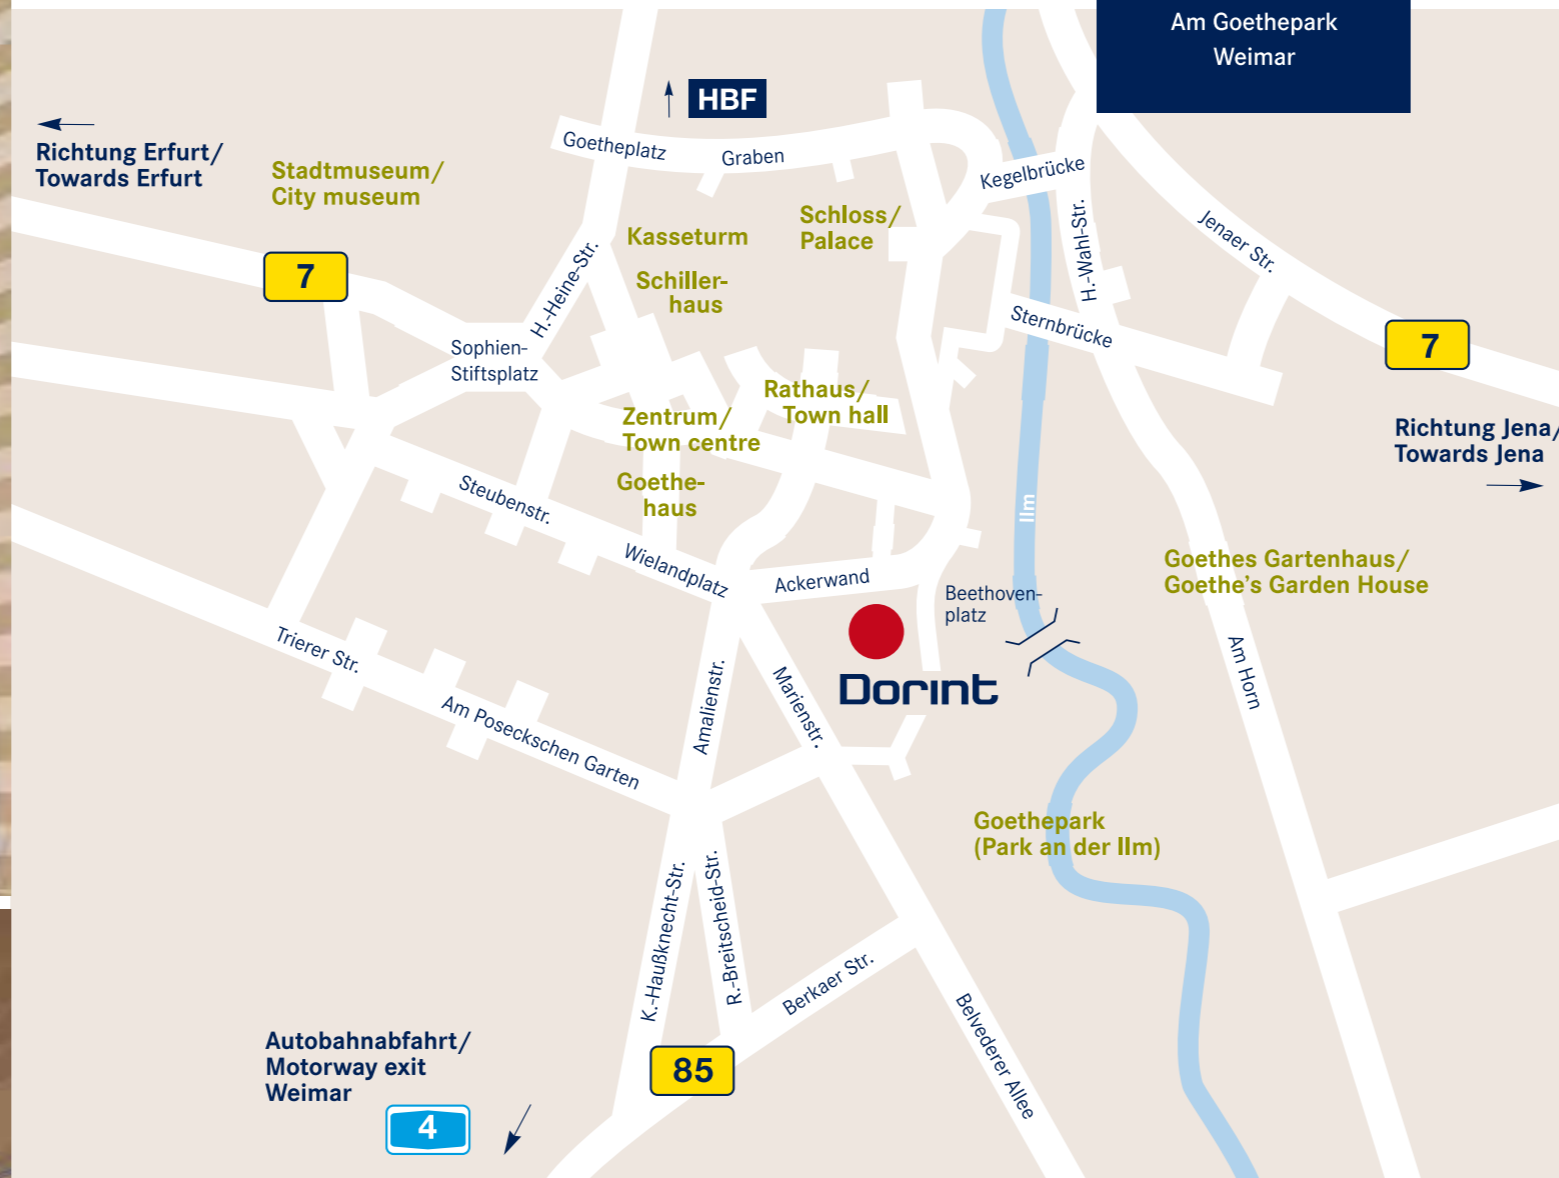 Am Goethepark
Weimar
HBF
Richtung Erfurt/
Towards Erfurt
Stadtmuseum/
City museum
7
Goetheplatz
Graben
Kegelbrücke
Kasseturm
Schiller-
haus
Schloss/
Palace
H.-Heine-Str.
H.-Wahl-Str.
Jenaer Str.
Sternbrücke
7
Sophien-
Stiftsplatz
Rathaus/
Town hall
Zentrum/
Town centre
Goethe-
haus
Richtung Jena/
Towards Jena
Steubenstr.
Ilm
Wielandplatz
Ackerwand
Beethoven-
platz
Goethes Gartenhaus/
Goethe's Garden House
Trierer Str.
Am Poseckschen Garten
Amalienstr.
Marienstr.
Dorint
Am Horn
Goethepark
(Park an der Ilm)
K.-Haußknecht-Str.
R.-Breitscheid-Str.
Berkaer Str.
Belvederer Allee
Autobahnabfahrt/
Motorway exit
Weimar
4
85